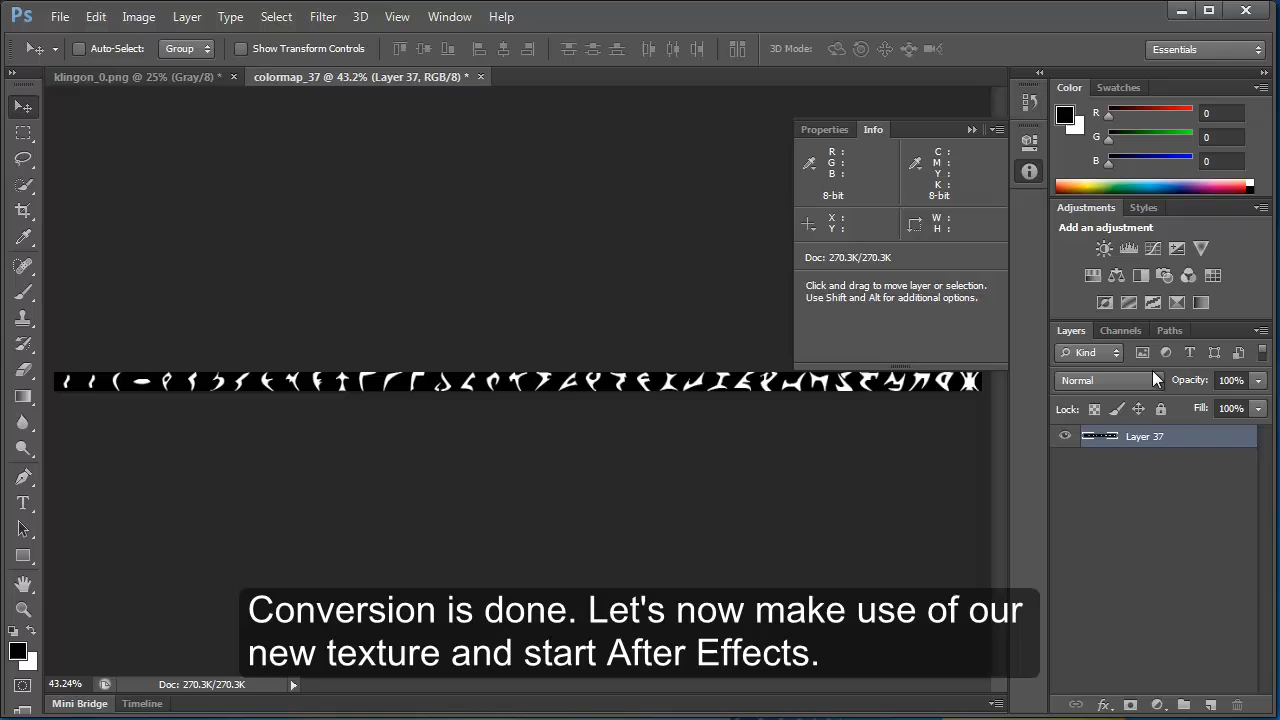 Ps File Edit Image Layer Type Select Filter 3D View Window Help
Auto-Select: Group Show Transform Controls 3D Mode: Essentials
klingon_0.png @ 25% (Gray/8) * × colormap_37 @ 43.2% (Layer 37, RGB/8) * ×
Color Swatches
R 0
G 0
B 0
Properties Info
R : C :
G : M :
B : Y :
K :
8-bit 8-bit
X : W :
Y : H :
Doc: 270.3K/270.3K
Click and drag to move layer or selection.
Use Shift and Alt for additional options.
Adjustments Styles
Add an adjustment
Layers Channels Paths
Kind
Normal Opacity: 100%
Lock: Fill: 100%
Layer 37
Conversion is done. Let's now make use of our
new texture and start After Effects.
43.24% Doc: 270.3K/270.3K
Mini Bridge Timeline